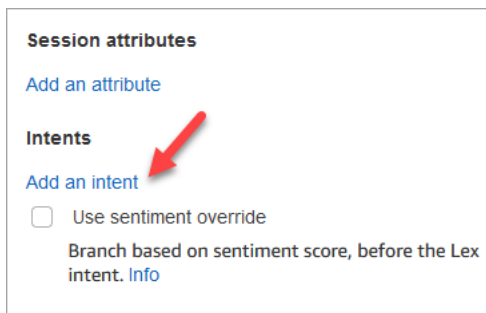 Session attributes
Add an attribute
Intents
Add an intent
Use sentiment override
Branch based on sentiment score, before the Lex
intent. Info